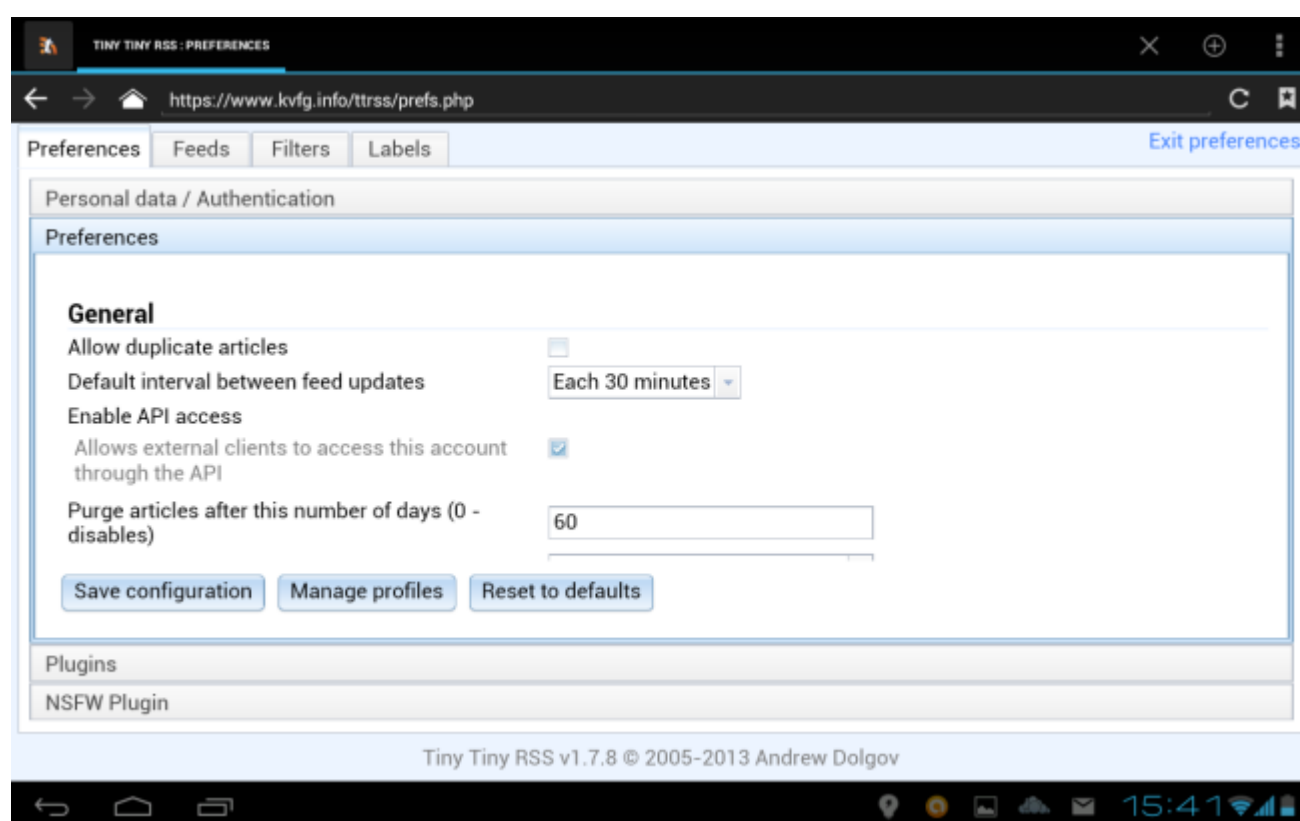 TINY TINY RSS : PREFERENCES
https://www.kvfg.info/ttrss/prefs.php
Preferences Feeds Filters Labels Exit preferences
Personal data / Authentication
Preferences
General
Allow duplicate articles
Default interval between feed updates Each 30 minutes
Enable API access
Allows external clients to access this account
through the API
Purge articles after this number of days (0 -
disables) 60
Save configuration Manage profiles Reset to defaults
Plugins
NSFW Plugin
Tiny Tiny RSS v1.7.8 © 2005-2013 Andrew Dolgov
15:41